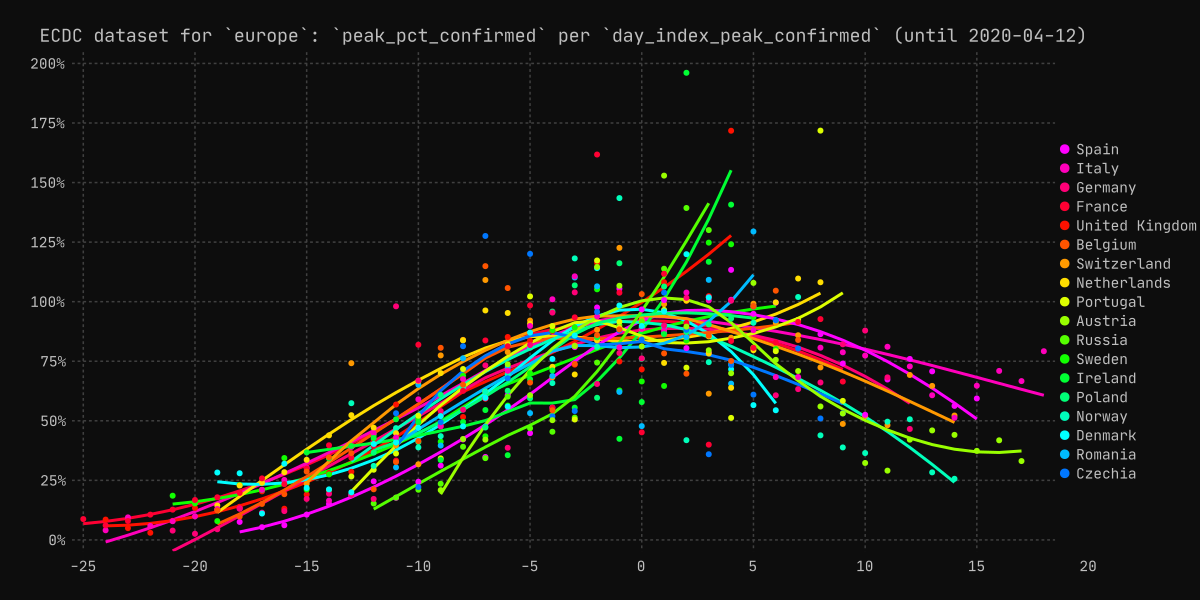 ECDC dataset for `europe`: `peak_pct_confirmed` per `day_index_peak_confirmed` (until 2020-04-12)
200%
175%
150%
125%
100%
75%
50%
25%
0%
-25 -20 -15 -10 -5 0 5 10 15 20
Spain
Italy
Germany
France
United Kingdom
Belgium
Switzerland
Netherlands
Portugal
Austria
Russia
Sweden
Ireland
Poland
Norway
Denmark
Romania
Czechia